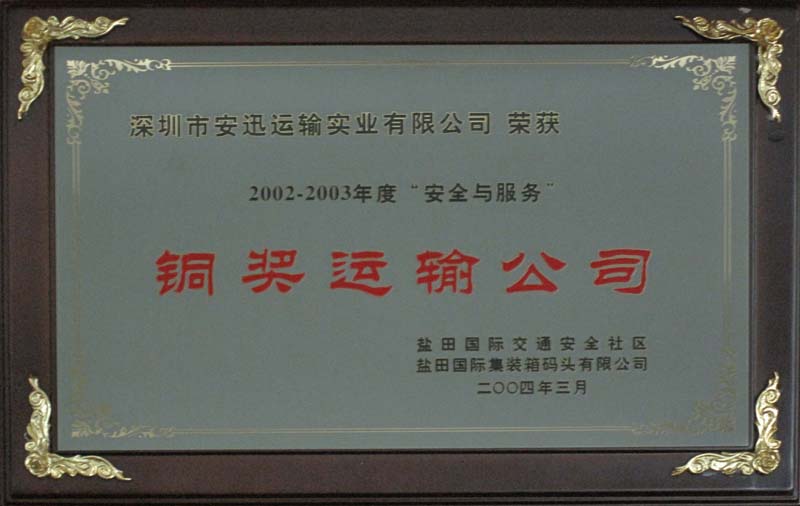 深圳市安迅运输实业有限公司 荣获
2002-2003年度“安全与服务”
铜奖运输公司
盐田国际交通安全社区
盐田国际集装箱码头有限公司
二〇〇四年三月